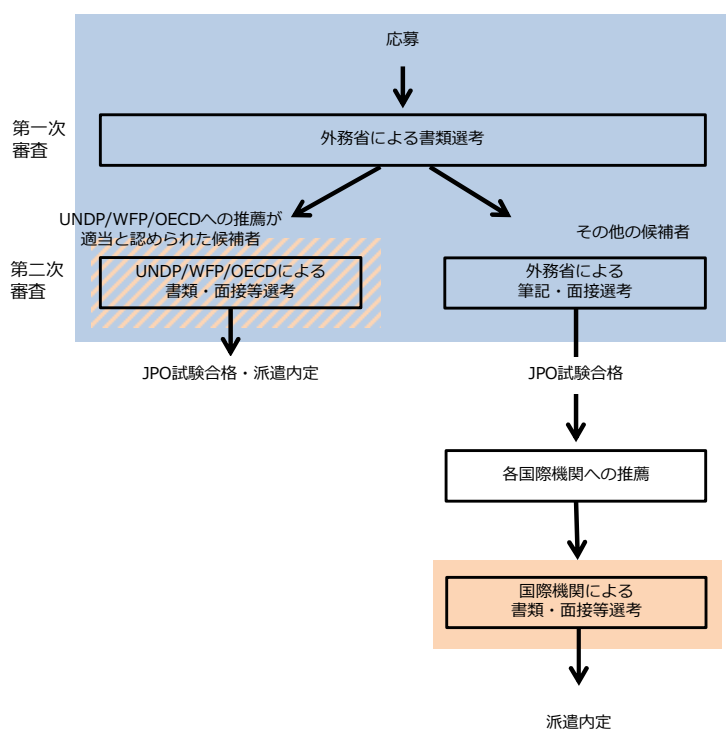 応募
第一次
審査
外務省による書類選考
UNDP/WFP/OECDへの推薦が
適当と認められた候補者
その他の候補者
第二次
審査
UNDP/WFP/OECDによる
書類・面接等選考
外務省による
筆記・面接選考
JPO試験合格・派遣内定
JPO試験合格
各国際機関への推薦
国際機関による
書類・面接等選考
派遣内定